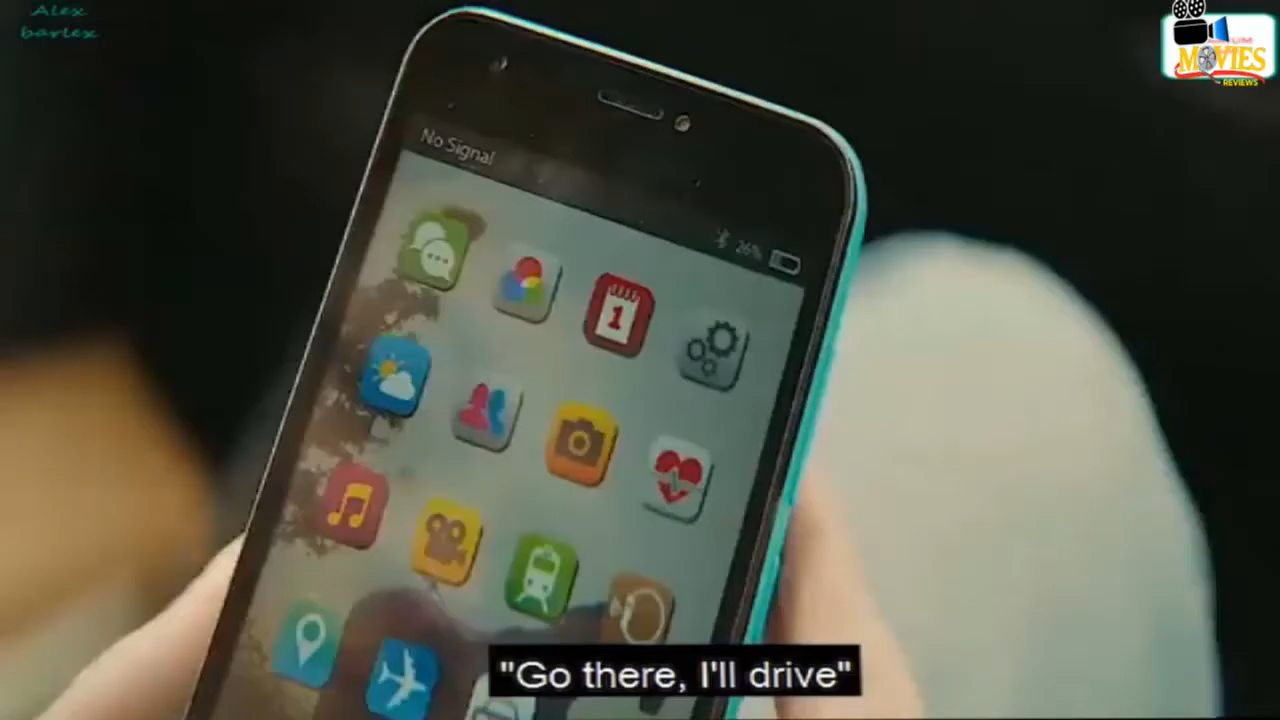 Alex
barlex
MOVIES
REVIEWS
No Signal
26%
1
"Go there, I'll drive"